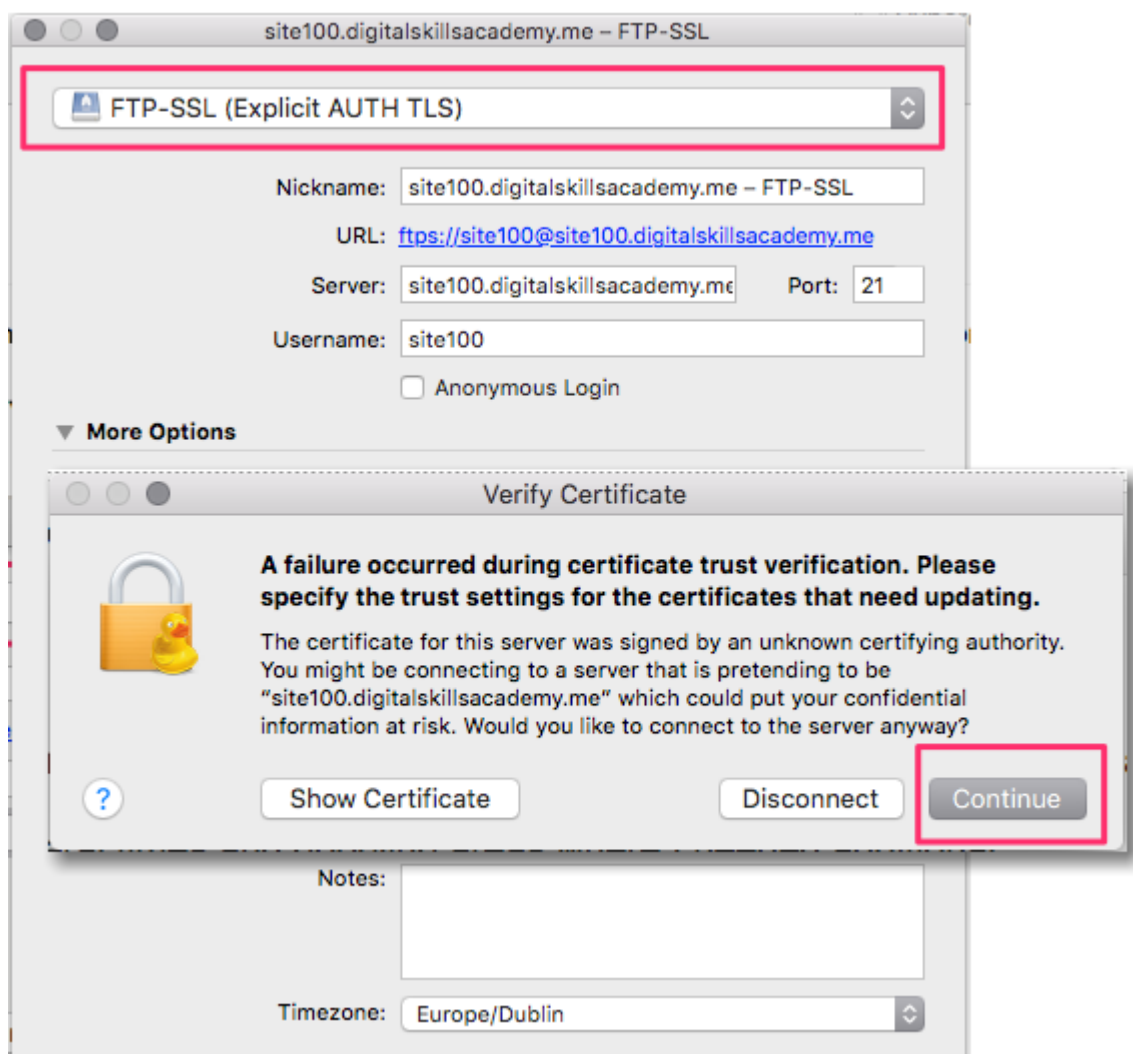 site100.digitalskillsacademy.me – FTP-SSL
FTP-SSL (Explicit AUTH TLS)
Nickname: site100.digitalskillsacademy.me – FTP-SSL
URL: ftps://site100@site100.digitalskillsacademy.me
Server: site100.digitalskillsacademy.me Port: 21
Username: site100
Anonymous Login
More Options
Verify Certificate
A failure occurred during certificate trust verification. Please
specify the trust settings for the certificates that need updating.
The certificate for this server was signed by an unknown certifying authority.
You might be connecting to a server that is pretending to be
“site100.digitalskillsacademy.me” which could put your confidential
information at risk. Would you like to connect to the server anyway?
? Show Certificate Disconnect Continue
Notes:
Timezone: Europe/Dublin